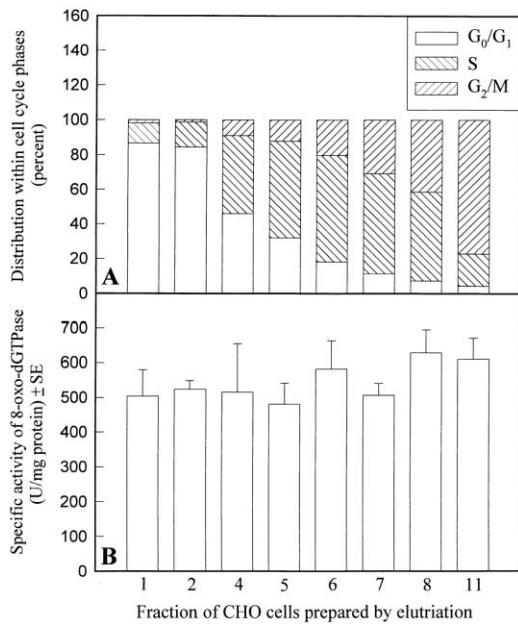 Distribution within cell cycle phases
(percent)
160
140
120
100
80
60
40
20
0
G₀/G₁
S
G₂/M
A
Specific activity of 8-oxo-dGTPase
(U/mg protein) ± SE
700
600
500
400
300
200
100
0
B
1 2 4 5 6 7 8 11
Fraction of CHO cells prepared by elutriation